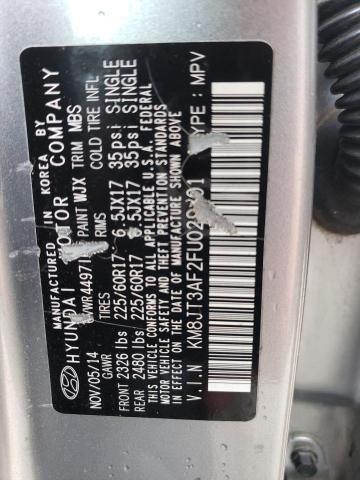 MANUFACTURED IN KOREA BY
HYUNDAI MOTOR COMPANY
NOV/05/14 PAINT WJX TRIM MBS
GAWR COLD TIRE INFL
FRONT 2326 lbs 225/60R17 6.5JX17 35psi SINGLE
REAR 2480 lbs 225/60R17 6.5JX17 35psi SINGLE
THIS VEHICLE CONFORMS TO ALL APPLICABLE U.S.A. FEDERAL
MOTOR VEHICLE SAFETY, BUMPER, AND THEFT PREVENTION STANDARDS
IN EFFECT ON THE DATE OF MANUFACTURE SHOWN ABOVE
V.I.N TYPE : MPV